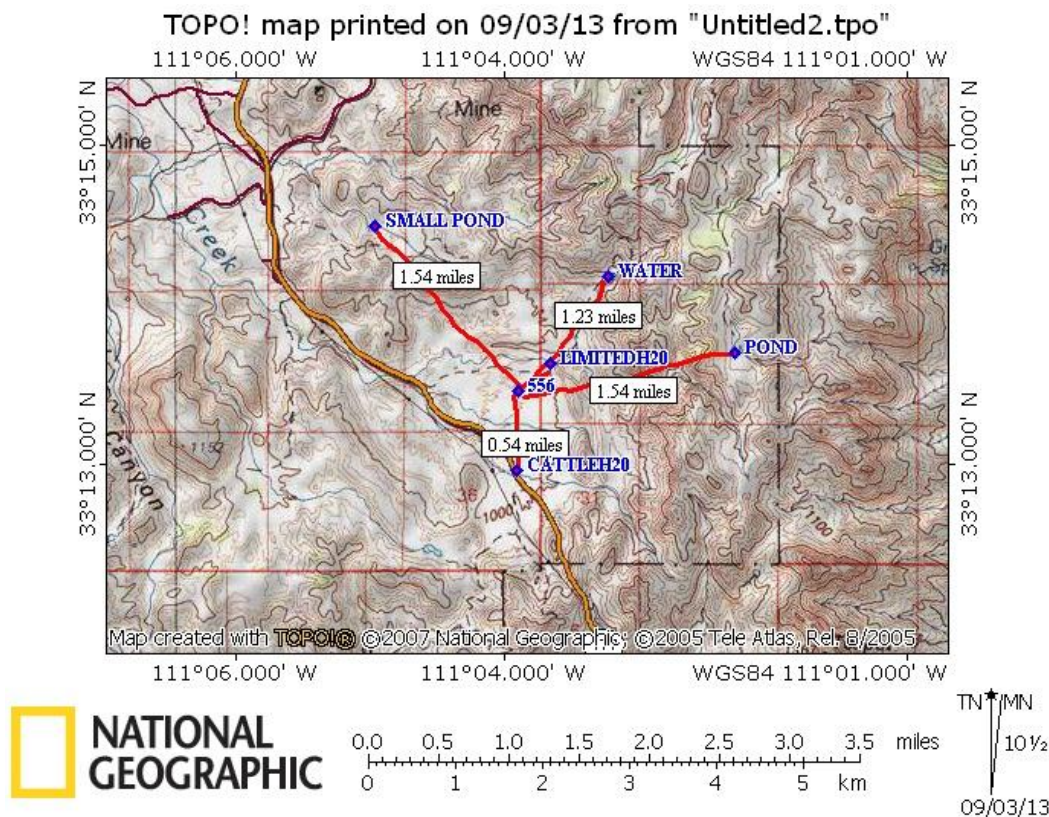 TOPO! map printed on 09/03/13 from "Untitled2.tpo"
111°06.000' W 111°04.000' W WGS84 111°01.000' W
33°15.000' N
33°15.000' N
Mine
Mine
Creek
SMALL POND
1.54 miles
WATER
1.23 miles
LIMITEDH20
POND
556
1.54 miles
33°13.000' N
33°13.000' N
0.54 miles
CATTLEH20
Canyon
1152
36
31
1000
1100
Map created with TOPO!® ©2007 National Geographic; ©2005 Tele Atlas, Rel. 8/2005
111°06.000' W 111°04.000' W WGS84 111°01.000' W
NATIONAL
GEOGRAPHIC
0.0 0.5 1.0 1.5 2.0 2.5 3.0 3.5 miles
0 1 2 3 4 5 km
TN MN
10½
09/03/13